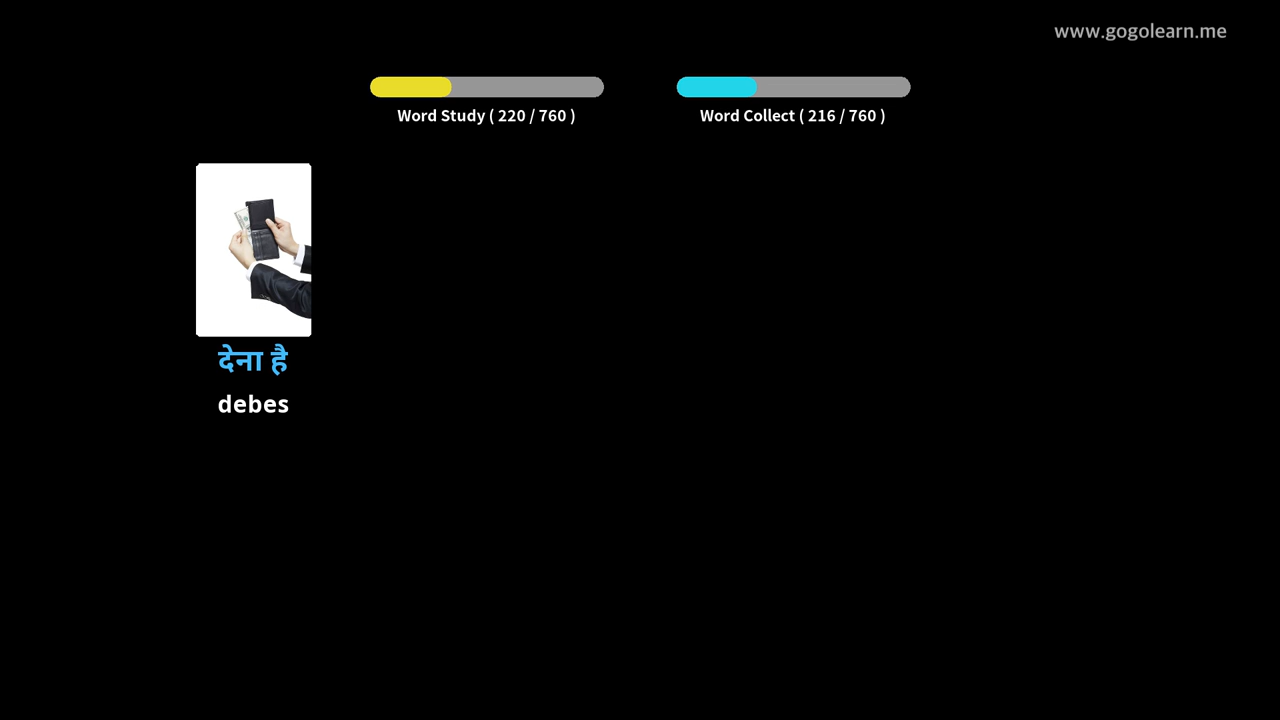 www.gogolearn.me
Word Study ( 220 / 760 )
Word Collect ( 216 / 760 )
देना है
debes